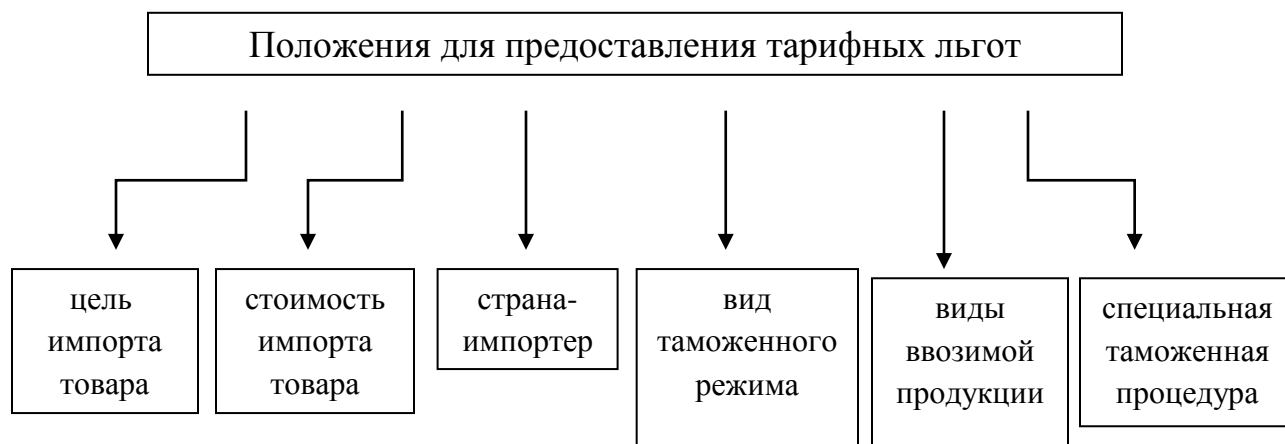 Положения для предоставления тарифных льгот
цель
импорта
товара
стоимость
импорта
товара
страна-
импортер
вид
таможенного
режима
виды
ввозимой
продукции
специальная
таможенная
процедура